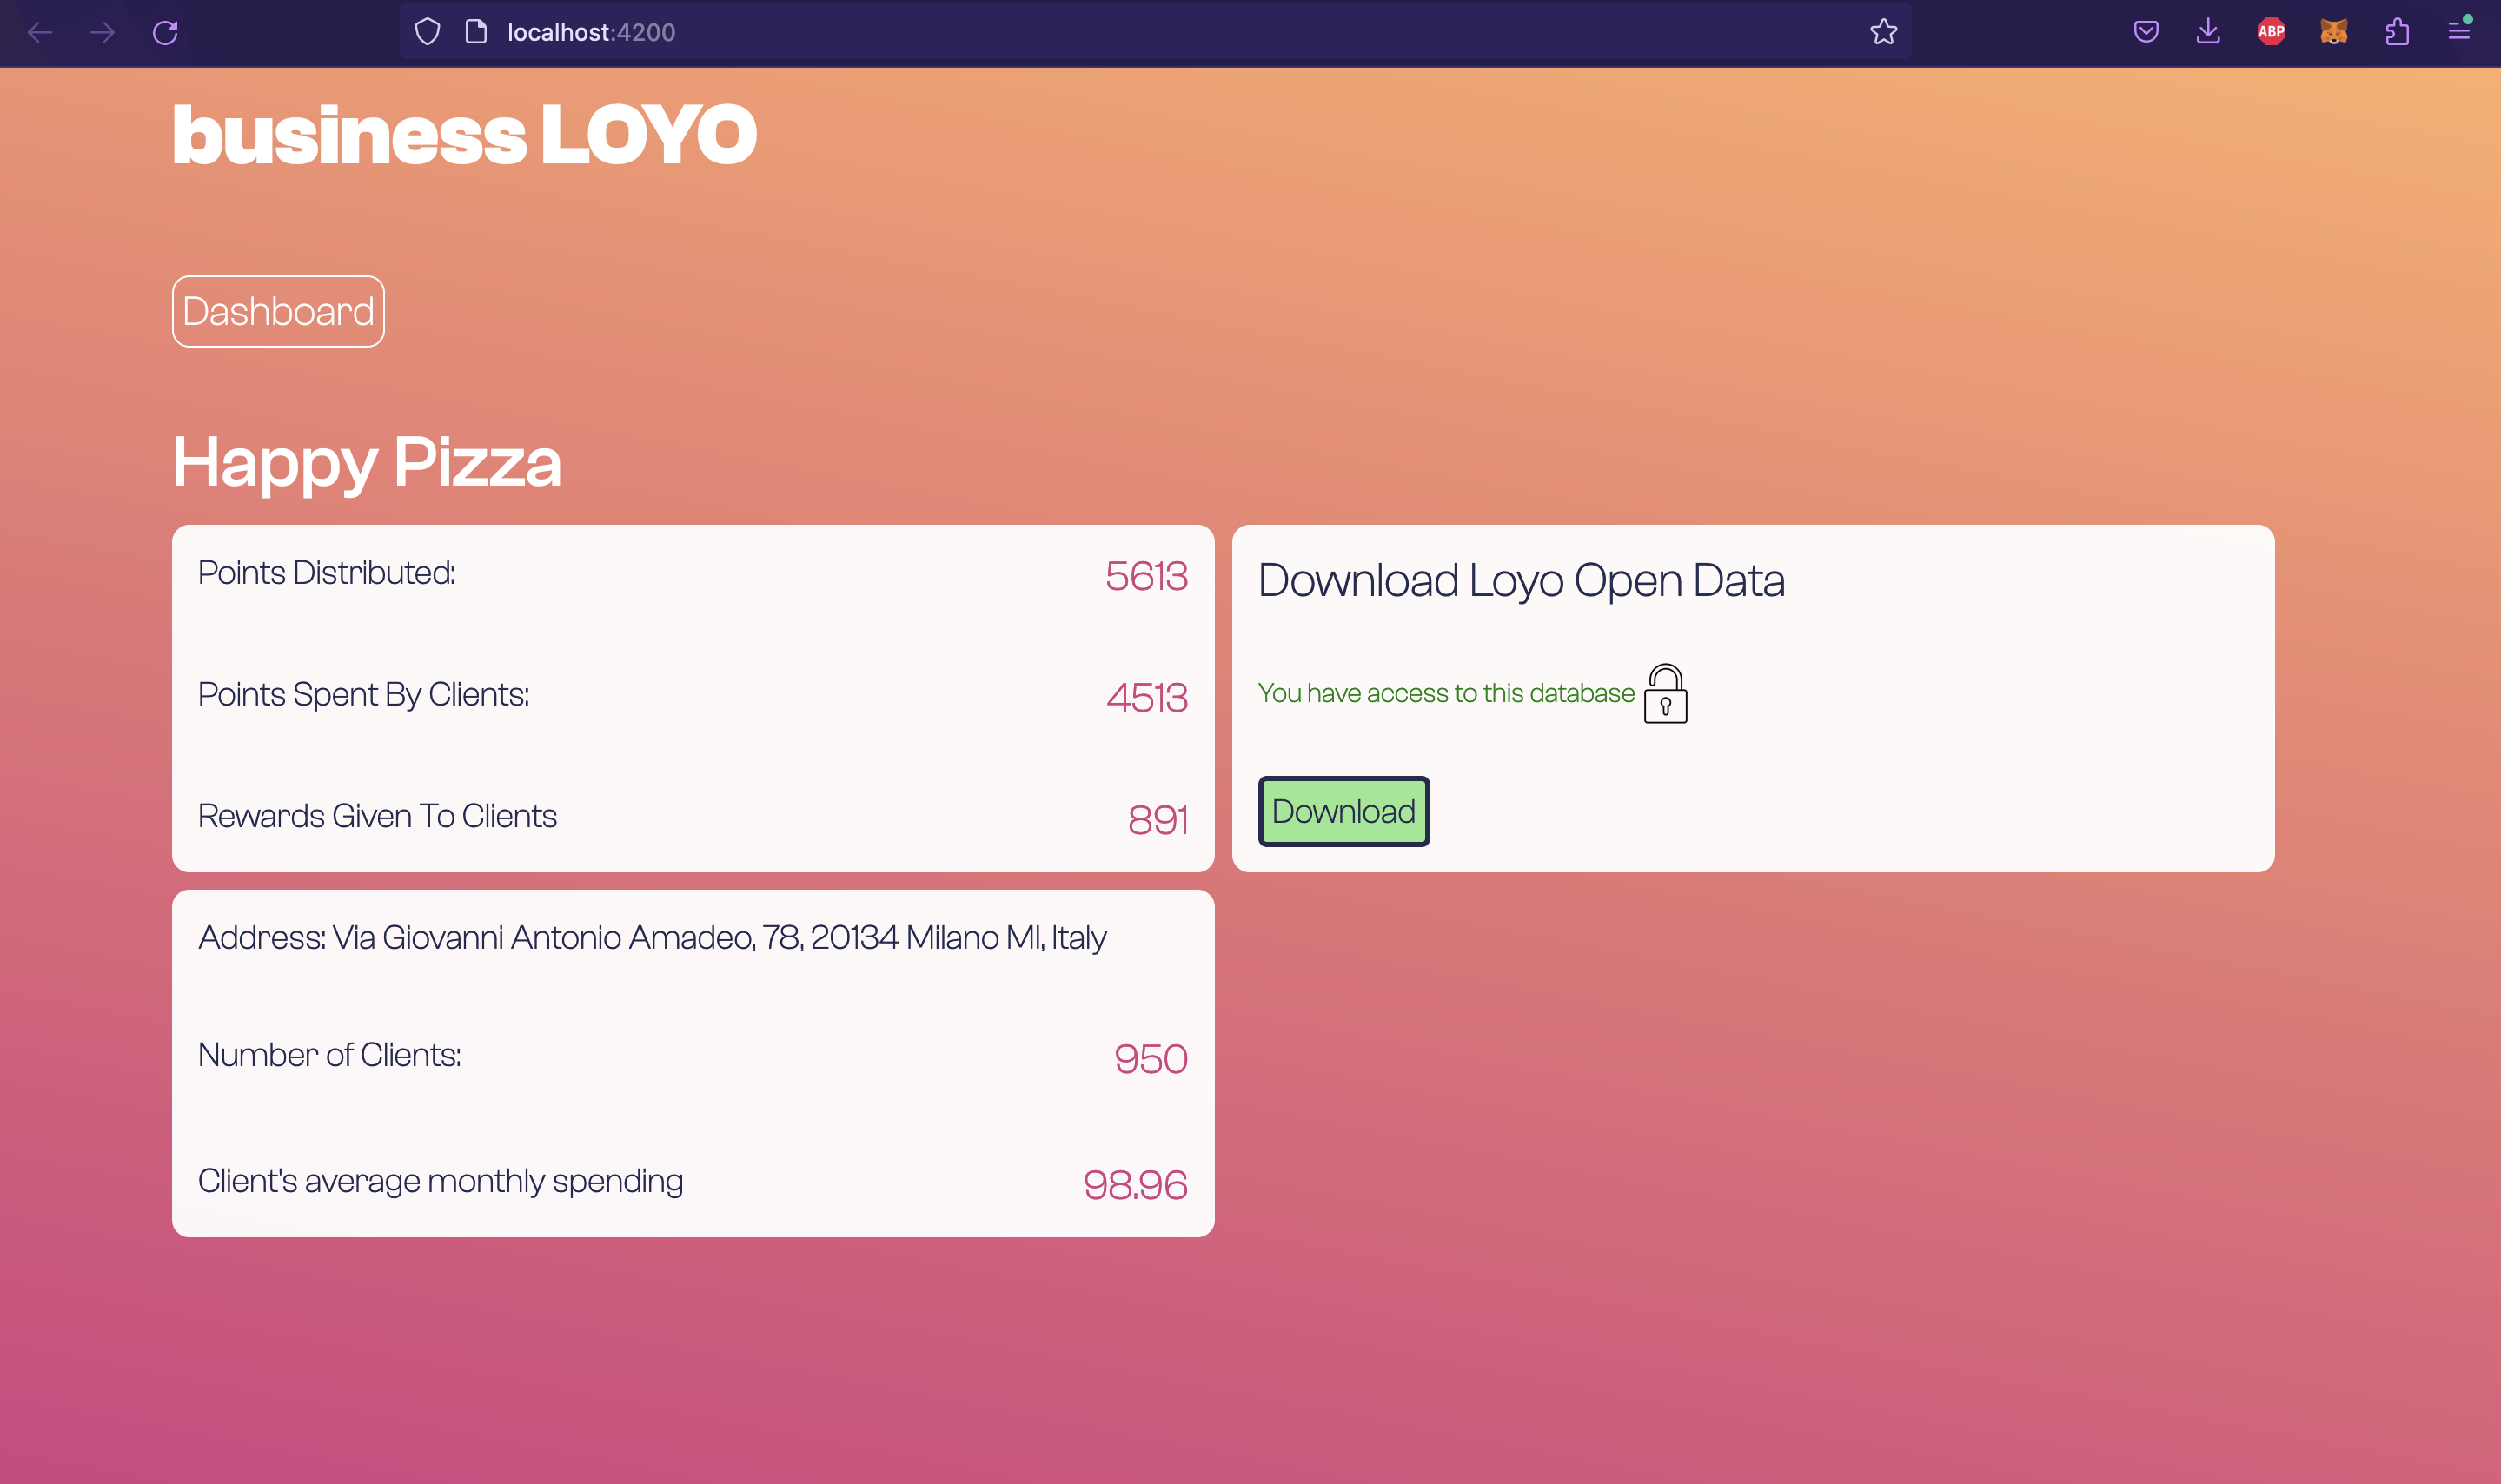 localhost:4200
ABP
business LOYO
Dashboard
Happy Pizza
Points Distributed: 5613
Points Spent By Clients: 4513
Rewards Given To Clients 891
Download Loyo Open Data
You have access to this database
Download
Address: Via Giovanni Antonio Amadeo, 78, 20134 Milano MI, Italy
Number of Clients: 950
Client's average monthly spending 98.96